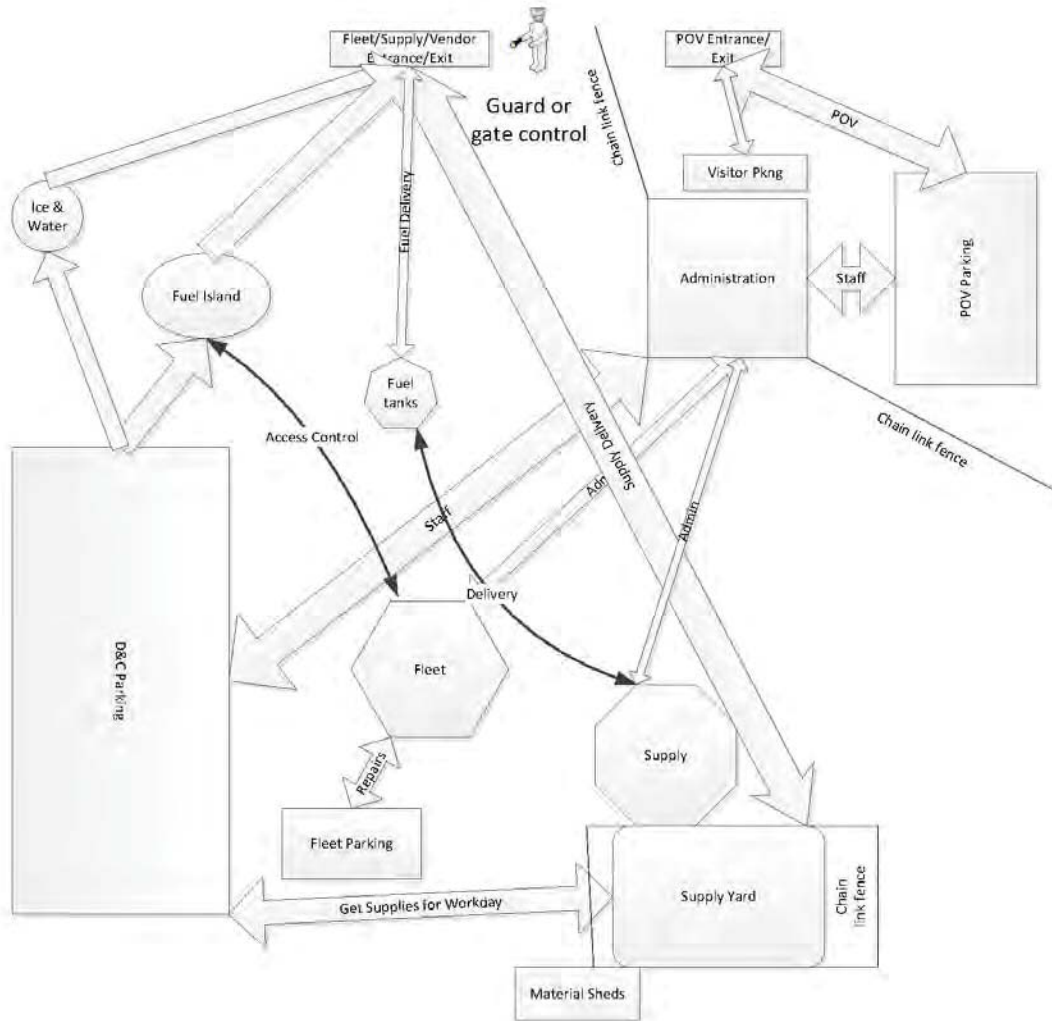 Fleet/Supply/Vendor
Entrance/Exit
POV Entrance/
Exit
Guard or
gate control
Chain link fence
POV
Visitor Pkng
Ice &
Water
Fuel Delivery
Fuel Island
Administration
Staff
POV Parking
Fuel
tanks
Access Control
Supply Delivery
Chain link fence
Staff
Admin
Delivery
D&C Parking
Fleet
Supply
Repairs
Fleet Parking
Get Supplies for Workday
Supply Yard
Chain
link fence
Material Sheds